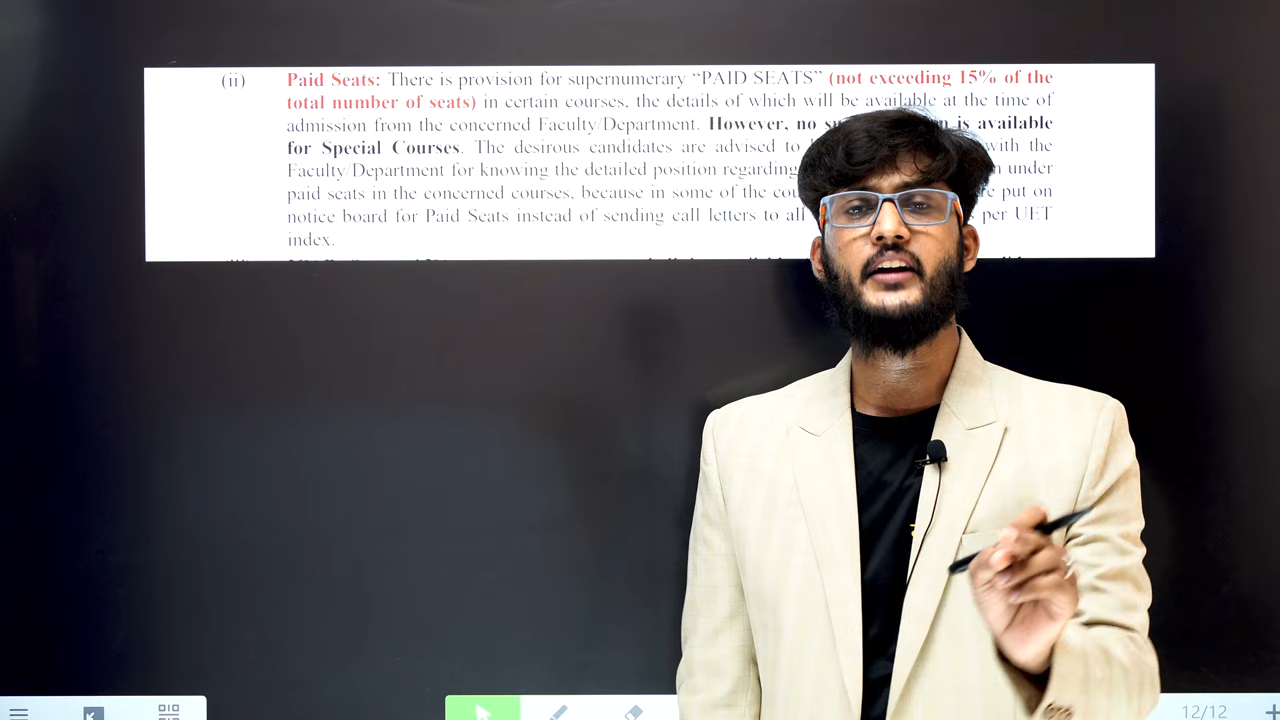 (ii) Paid Seats: There is provision for supernumerary “PAID SEATS” (not exceeding 15% of the
total number of seats) in certain courses, the details of which will be available at the time of
admission from the concerned Faculty/Department. However, no is available
for Special Courses. The desirous candidates are advised to with the
Faculty/Department for knowing the detailed position regarding under
paid seats in the concerned courses, because in some of the put on
notice board for Paid Seats instead of sending call letters to all per UET
index.
12/12